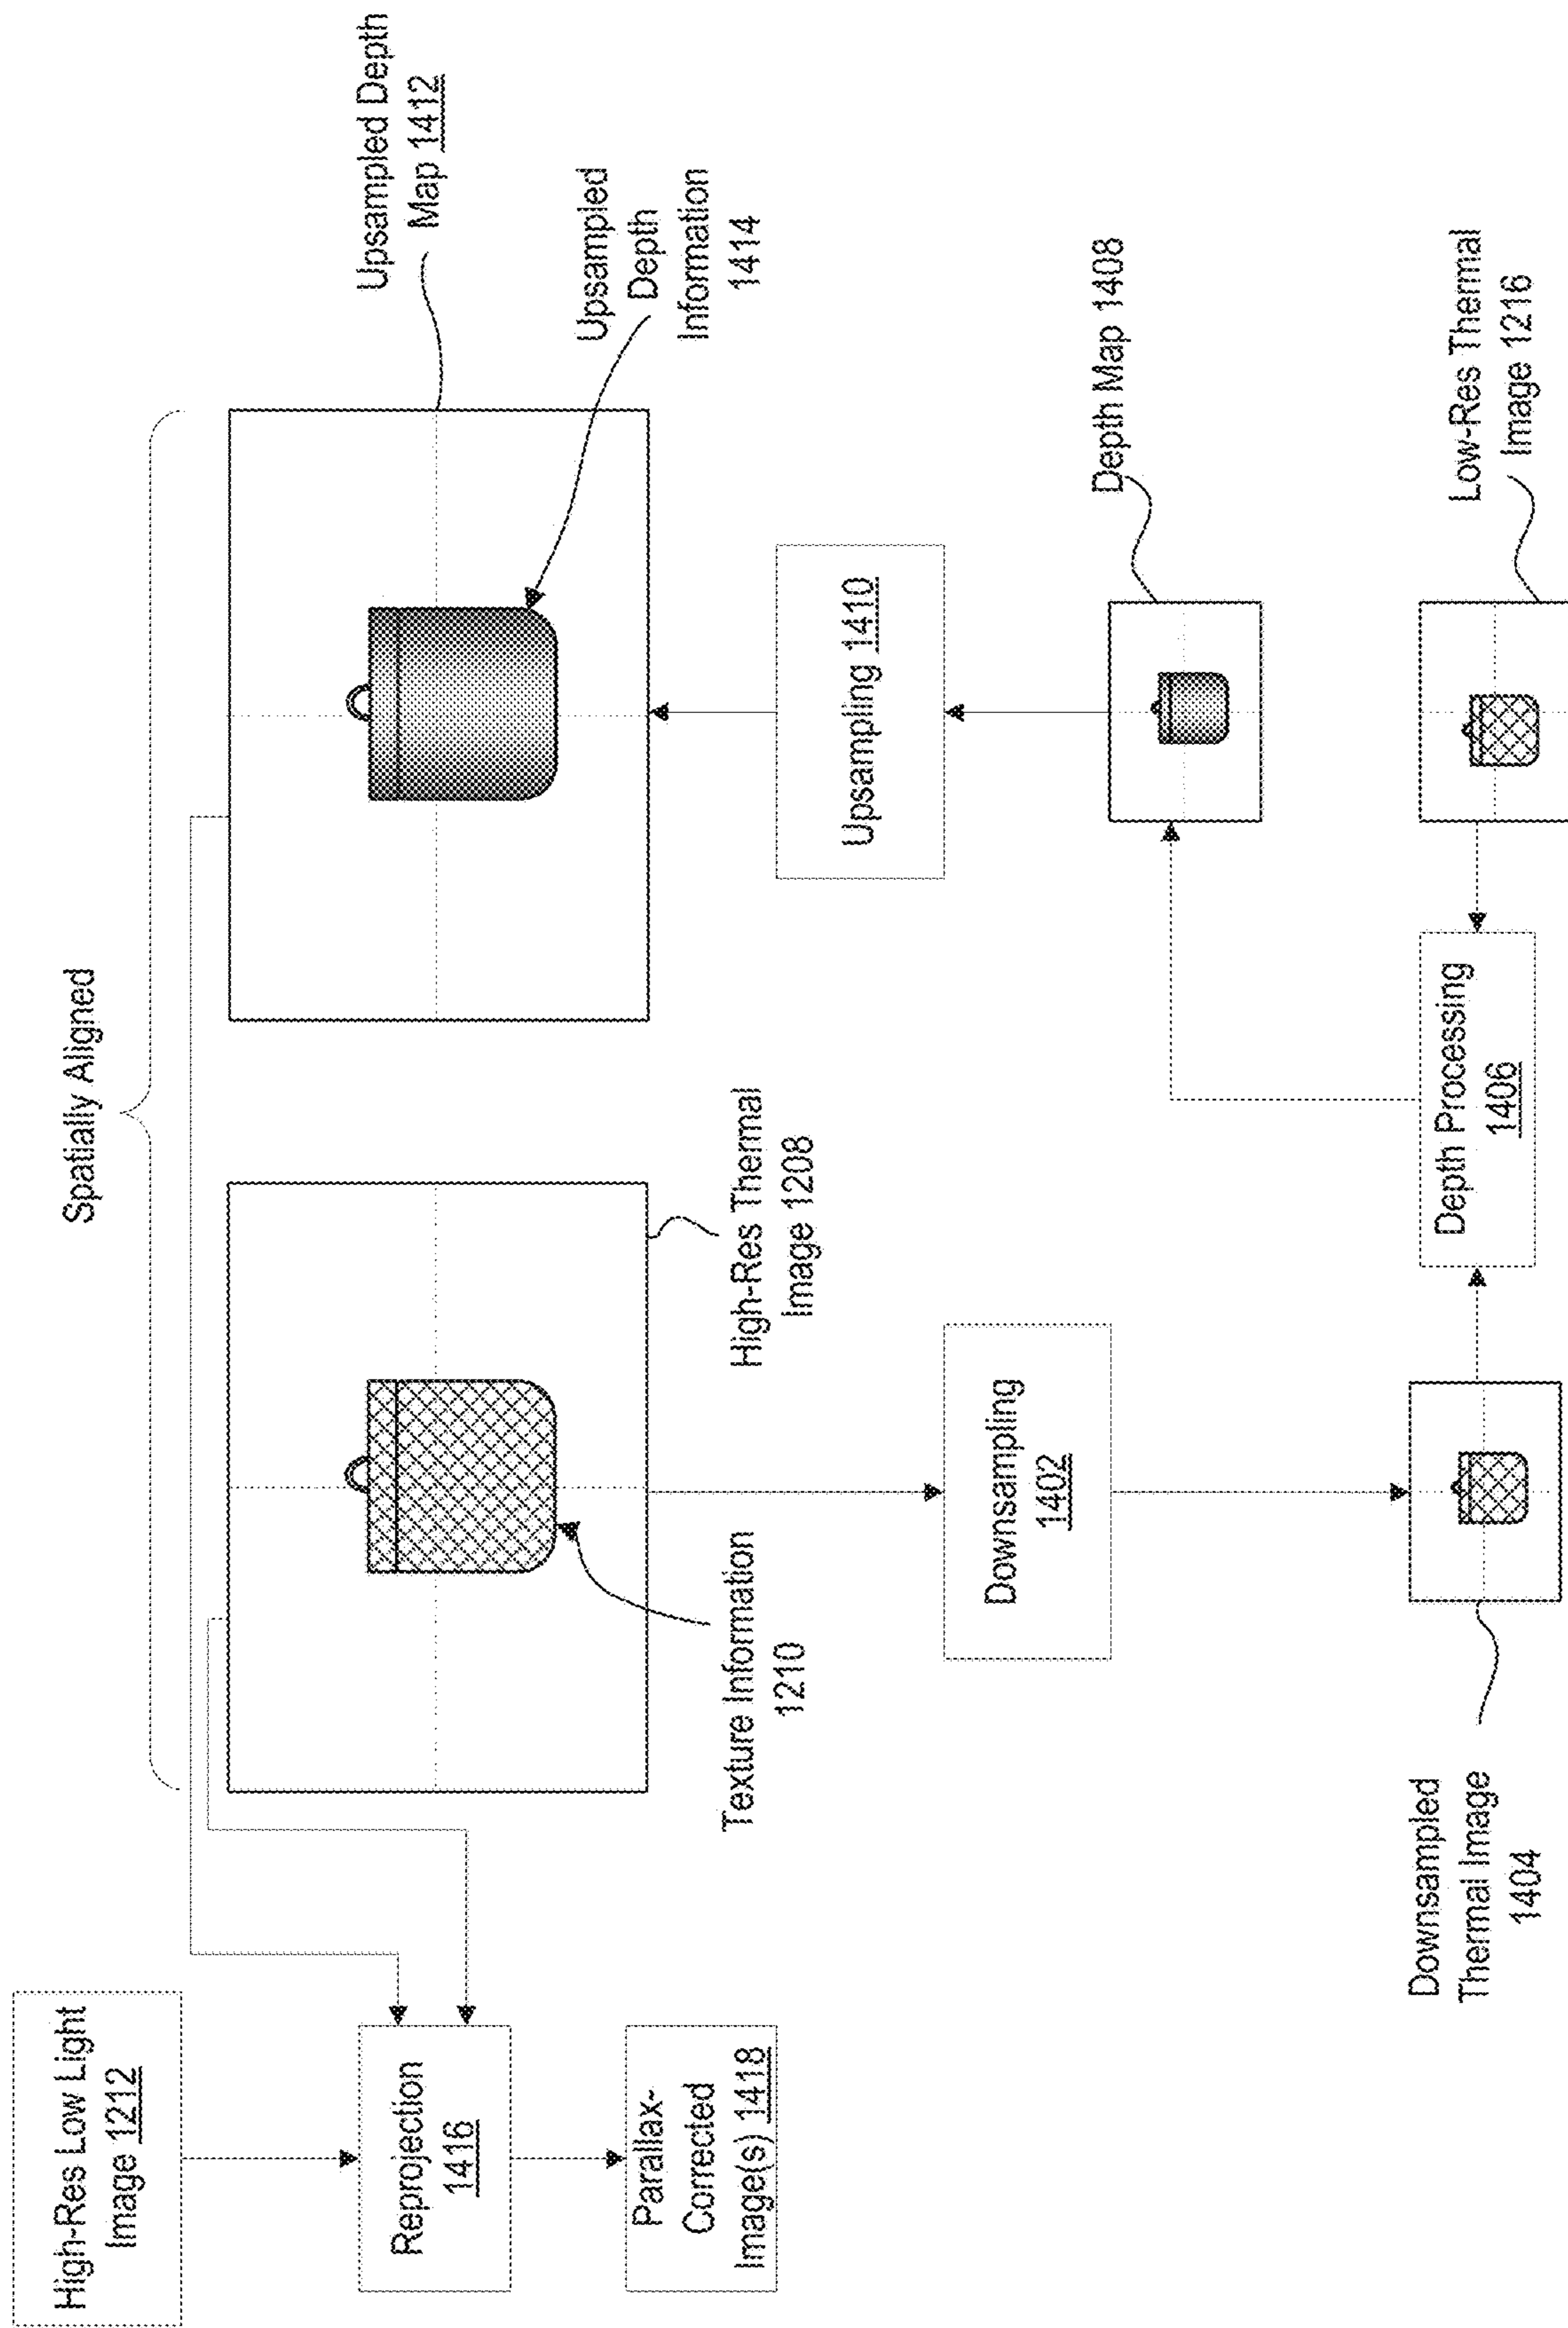 Spatially Aligned
High-Res Low Light
Image 1212
Reprojection
1416
Parallax-
Corrected
Image(s) 1418
Texture Information
1210
High-Res Thermal
Image 1208
Upsampled Depth
Map 1412
Upsampled
Depth
Information
1414
Downsampling
1402
Upsampling 1410
Depth Map 1408
Downsampled
Thermal Image
1404
Depth Processing
1406
Low-Res Thermal
Image 1216